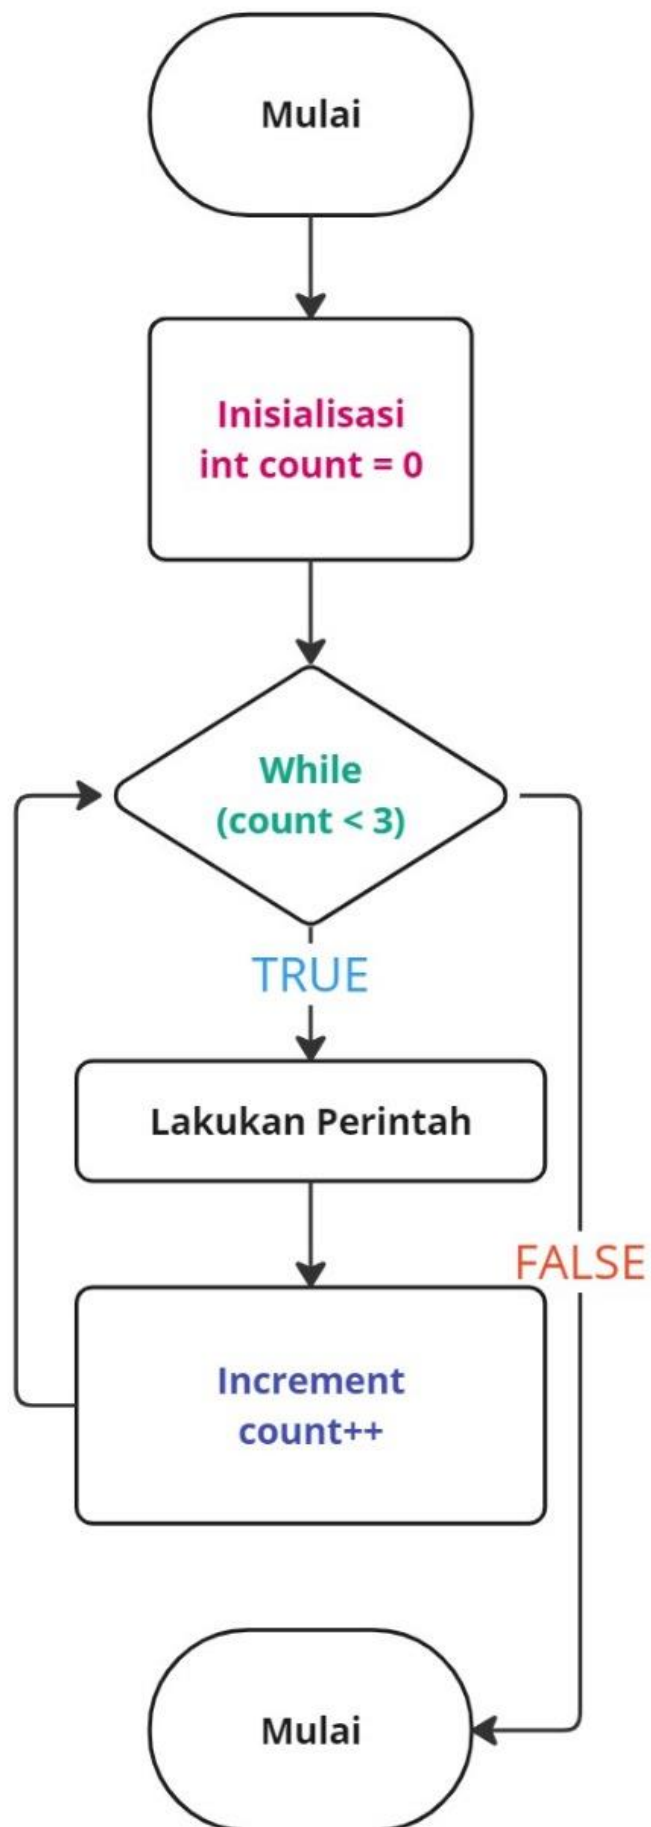 Mulai
Inisialisasi
int count = 0
While
(count < 3)
TRUE
Lakukan Perintah
FALSE
Increment
count++
Mulai